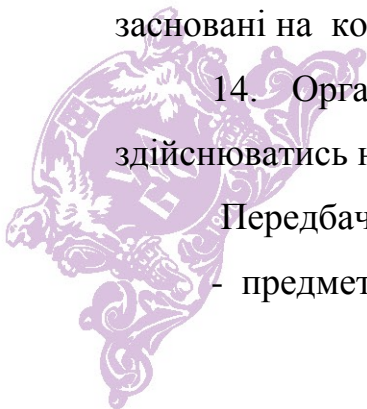 засновані на ко
14. Орга
здійснюватись н
Передбач
- предмет